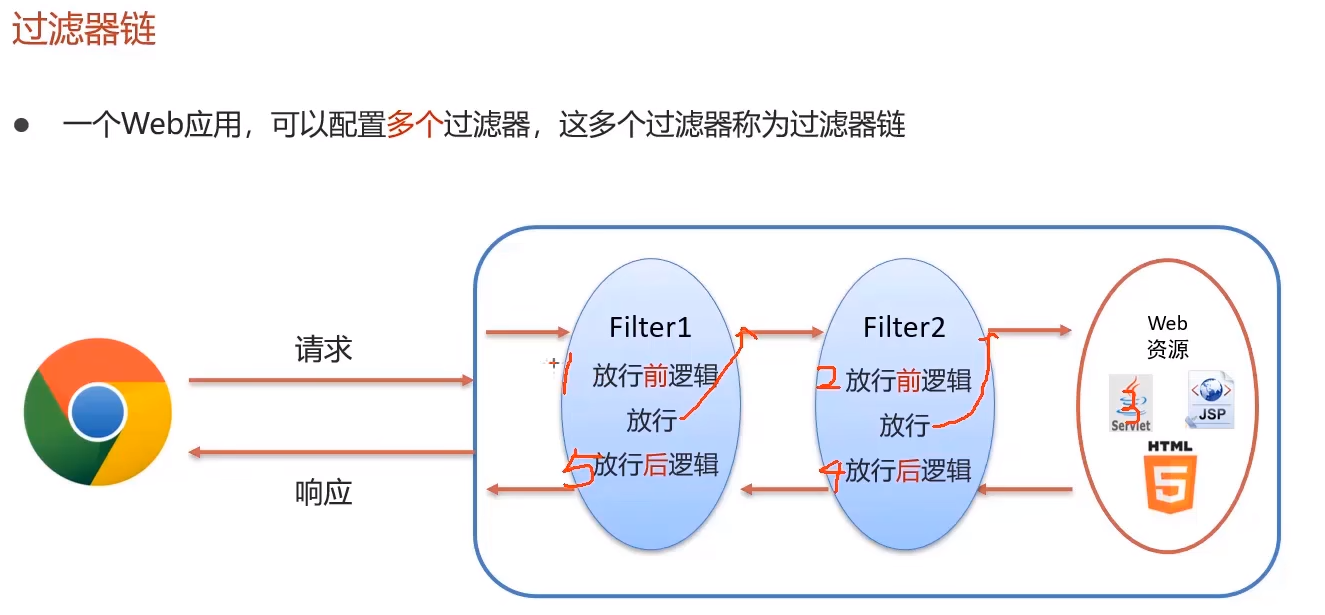 过滤器链
● 一个Web应用，可以配置多个过滤器，这多个过滤器称为过滤器链
请求
响应
Filter1
1 放行前逻辑
放行
5 放行后逻辑
Filter2
2 放行前逻辑
放行
4 放行后逻辑
Web
资源
3
Servlet
JSP
HTML
5